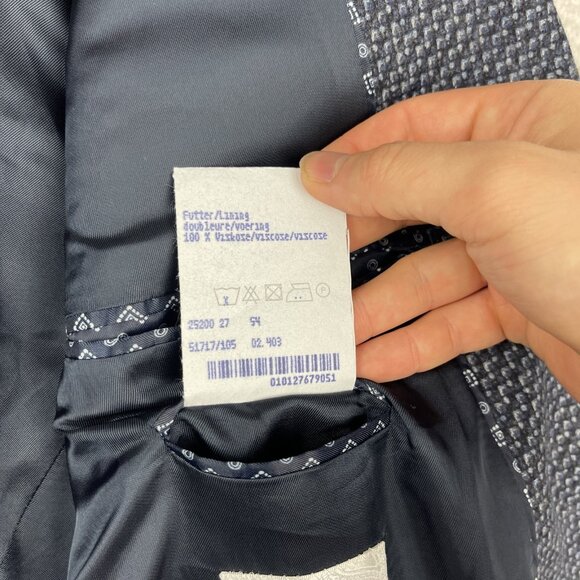 Futter/Lining
doubleure/voering
100 % Viskose/viscose/viscose
25200 27 54
51717/105 02.403
010127679051